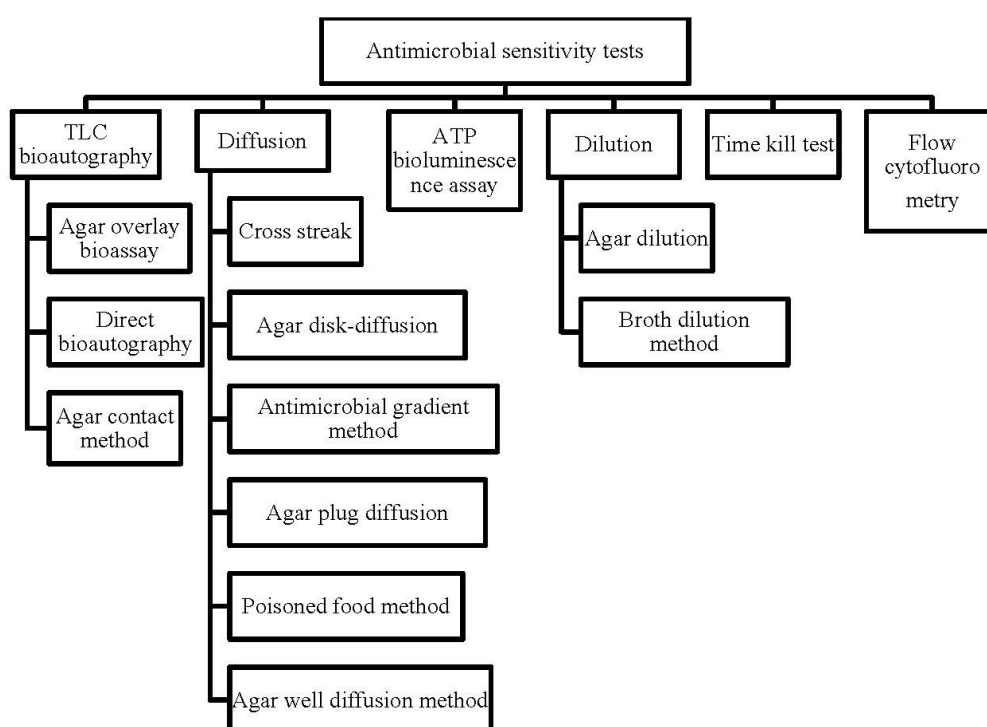 Antimicrobial sensitivity tests
TLC
bioautography
Diffusion
ATP
bioluminesce
nce assay
Dilution
Time kill test
Flow
cytofluoro
metry
Agar overlay
bioassay
Direct
bioautography
Agar contact
method
Cross streak
Agar disk-diffusion
Antimicrobial gradient
method
Agar plug diffusion
Poisoned food method
Agar well diffusion method
Agar dilution
Broth dilution
method